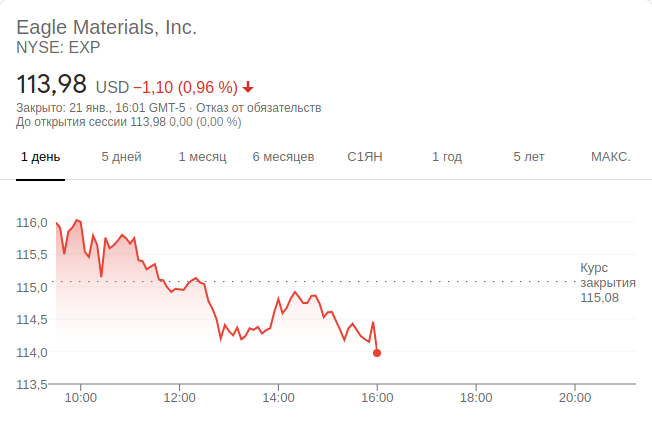 Eagle Materials, Inc.
NYSE: EXP
113,98 USD −1,10 (0,96 %)
Закрыто: 21 янв., 16:01 GMT-5 · Отказ от обязательств
До открытия сессии 113,98 0,00 (0,00 %)
1 день 5 дней 1 месяц 6 месяцев С1ЯН 1 год 5 лет МАКС.
116,0
115,5
115,0
114,5
114,0
113,5
Курс
закрытия
115,08
10:00 12:00 14:00 16:00 18:00 20:00